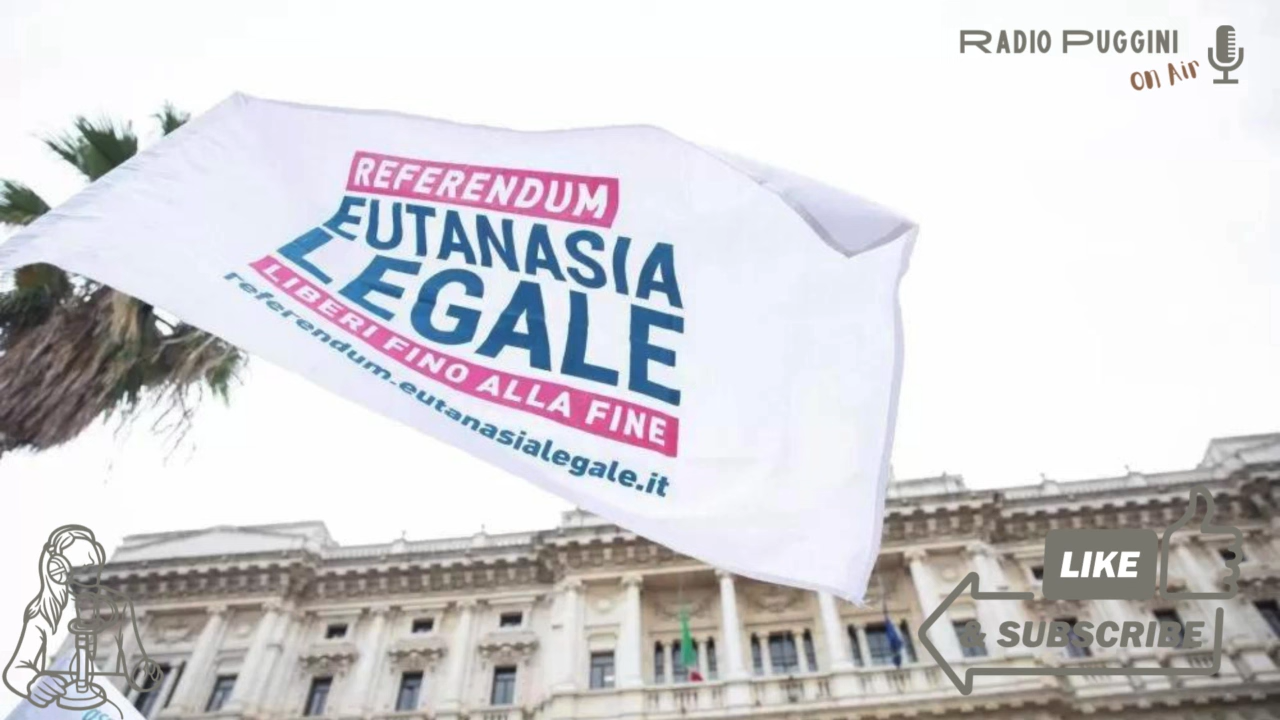 RADIO PUGGINI
On Air
REFERENDUM
EUTANASIA
LEGALE
LIBERI FINO ALLA FINE
referendum.eutanasialegale.it
LIKE
& SUBSCRIBE